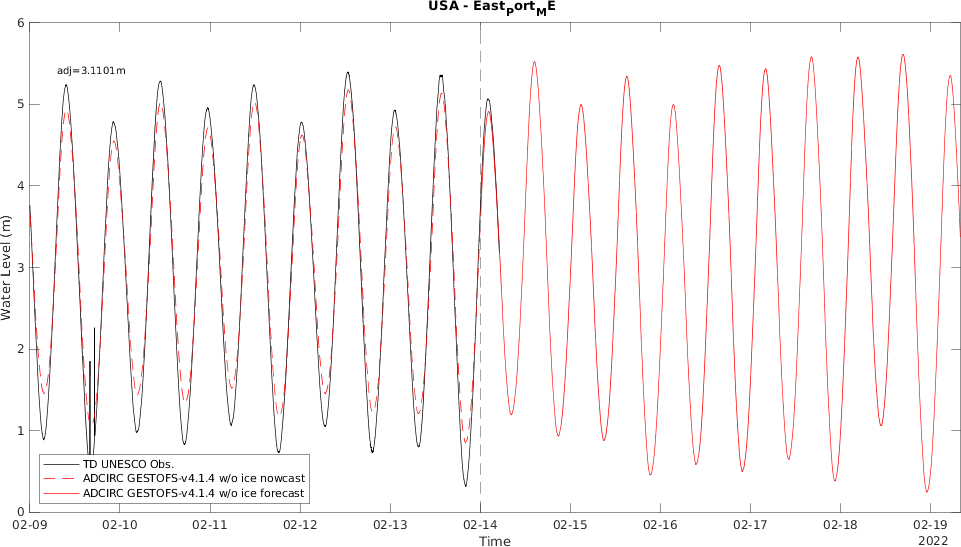 USA - EastPortME
adj=3.1101m
6
5
4
3
2
1
0
Water Level (m)
TD UNESCO Obs.
ADCIRC GESTOFS-v4.1.4 w/o ice nowcast
ADCIRC GESTOFS-v4.1.4 w/o ice forecast
02-09 02-10 02-11 02-12 02-13 02-14 02-15 02-16 02-17 02-18 02-19
Time
2022